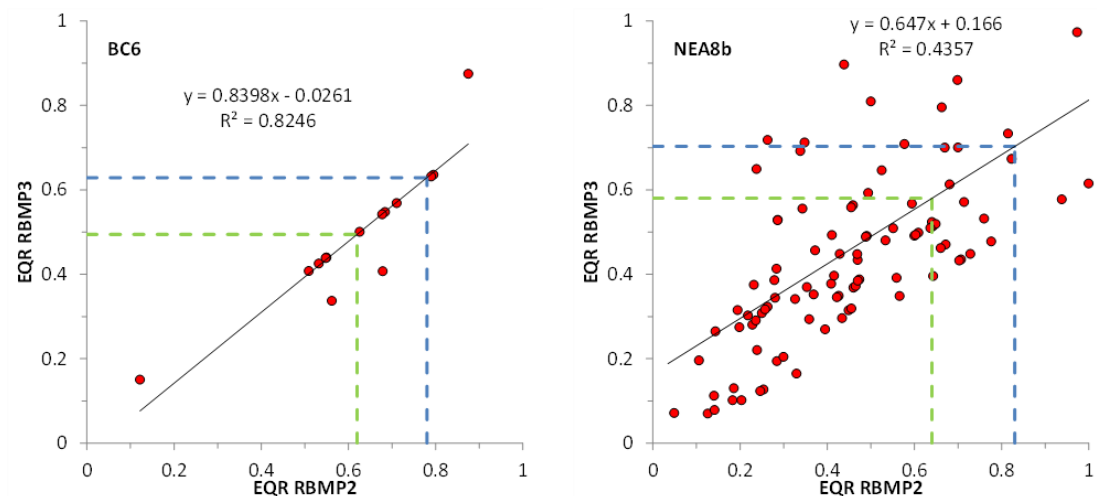 BC6
y = 0.8398x - 0.0261
R² = 0.8246
1
0.8
0.6
0.4
0.2
0
EQR RBMP3
0
0.2
0.4
0.6
0.8
1
EQR RBMP2
NEA8b
y = 0.647x + 0.166
R² = 0.4357
1
0.8
0.6
0.4
0.2
0
EQR RBMP3
0
0.2
0.4
0.6
0.8
1
EQR RBMP2